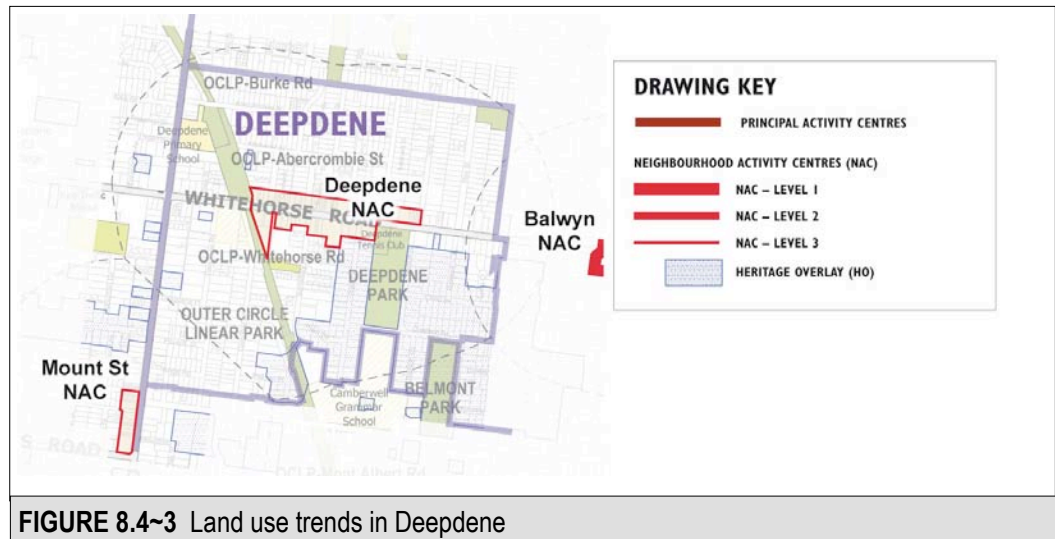 OCLP-Burke Rd
DEEPDENE
Deepdene
Primary
School
OCLP-Abercrombie St
Deepdene
NAC
WHITEHORSE ROAD
Deepdene
Tennis Club
Balwyn
NAC
OCLP-Whitehorse Rd
DEEPDENE
PARK
OUTER CIRCLE
LINEAR PARK
Mount St
NAC
Camberwell
Grammar
School
BELMONT
PARK
S ROAD
OCLP-Mont Albert Rd
DRAWING KEY
PRINCIPAL ACTIVITY CENTRES
NEIGHBOURHOOD ACTIVITY CENTRES (NAC)
NAC – LEVEL 1
NAC – LEVEL 2
NAC – LEVEL 3
HERITAGE OVERLAY (HO)
FIGURE 8.4~3 Land use trends in Deepdene